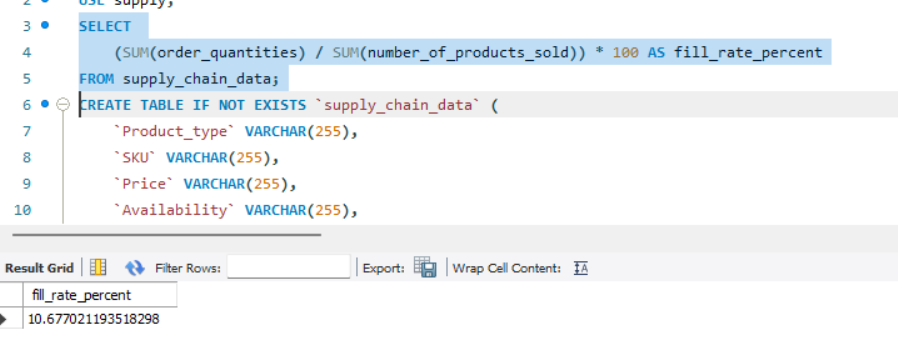 2 USE supply;
3 SELECT
4 (SUM(order_quantities) / SUM(number_of_products_sold)) * 100 AS fill_rate_percent
5 FROM supply_chain_data;
6 CREATE TABLE IF NOT EXISTS `supply_chain_data` (
7 `Product_type` VARCHAR(255),
8 `SKU` VARCHAR(255),
9 `Price` VARCHAR(255),
10 `Availability` VARCHAR(255),
Result Grid Filter Rows: Export: Wrap Cell Content: IA
fill_rate_percent
10.677021193518298